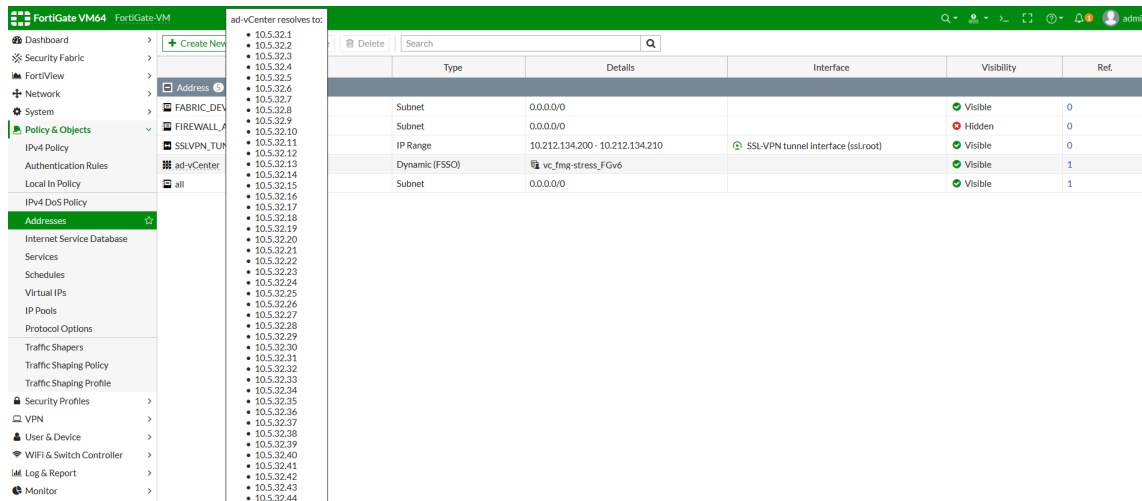 FortiGate VM64 FortiGate-VM
admi
1
Dashboard
Security Fabric
FortiView
Network
System
Policy & Objects
IPv4 Policy
Authentication Rules
Local In Policy
IPv4 DoS Policy
Addresses
Internet Service Database
Services
Schedules
Virtual IPs
IP Pools
Protocol Options
Traffic Shapers
Traffic Shaping Policy
Traffic Shaping Profile
Security Profiles
VPN
User & Device
WiFi & Switch Controller
Log & Report
Monitor
+ Create New
Delete
Search
Type Details Interface Visibility Ref.
Address 5
FABRIC_DEV Subnet 0.0.0.0/0 Visible 0
FIREWALL_A Subnet 0.0.0.0/0 Hidden 0
SSLVPN_TUN IP Range 10.212.134.200 - 10.212.134.210 SSL-VPN tunnel interface (ssl.root) Visible 0
ad-vCenter Dynamic (FSSO) vc_fmg-stress_FGv6 Visible 1
all Subnet 0.0.0.0/0 Visible 1
ad-vCenter resolves to:
• 10.5.32.1
• 10.5.32.2
• 10.5.32.3
• 10.5.32.4
• 10.5.32.5
• 10.5.32.6
• 10.5.32.7
• 10.5.32.8
• 10.5.32.9
• 10.5.32.10
• 10.5.32.11
• 10.5.32.12
• 10.5.32.13
• 10.5.32.14
• 10.5.32.15
• 10.5.32.16
• 10.5.32.17
• 10.5.32.18
• 10.5.32.19
• 10.5.32.20
• 10.5.32.21
• 10.5.32.22
• 10.5.32.23
• 10.5.32.24
• 10.5.32.25
• 10.5.32.26
• 10.5.32.27
• 10.5.32.28
• 10.5.32.29
• 10.5.32.30
• 10.5.32.31
• 10.5.32.32
• 10.5.32.33
• 10.5.32.34
• 10.5.32.35
• 10.5.32.36
• 10.5.32.37
• 10.5.32.38
• 10.5.32.39
• 10.5.32.40
• 10.5.32.41
• 10.5.32.42
• 10.5.32.43
• 10.5.32.44